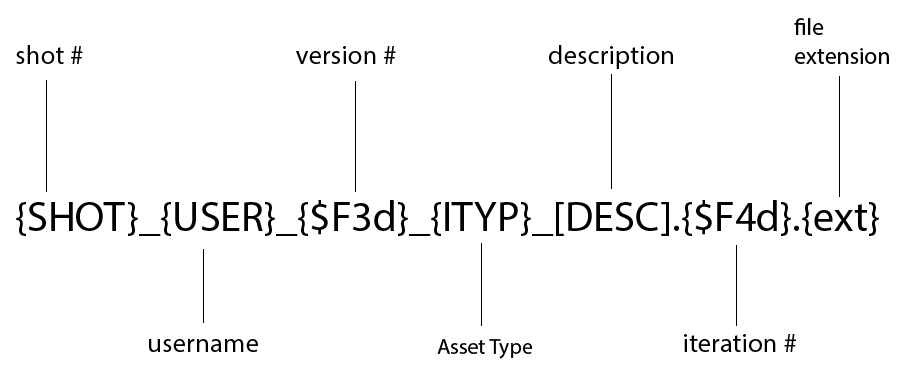 file
shot #
version #
description
extension
{SHOT}_{USER}_{$F3d}_{ITYP}_[DESC].{$F4d}.{ext}
username
Asset Type
iteration #